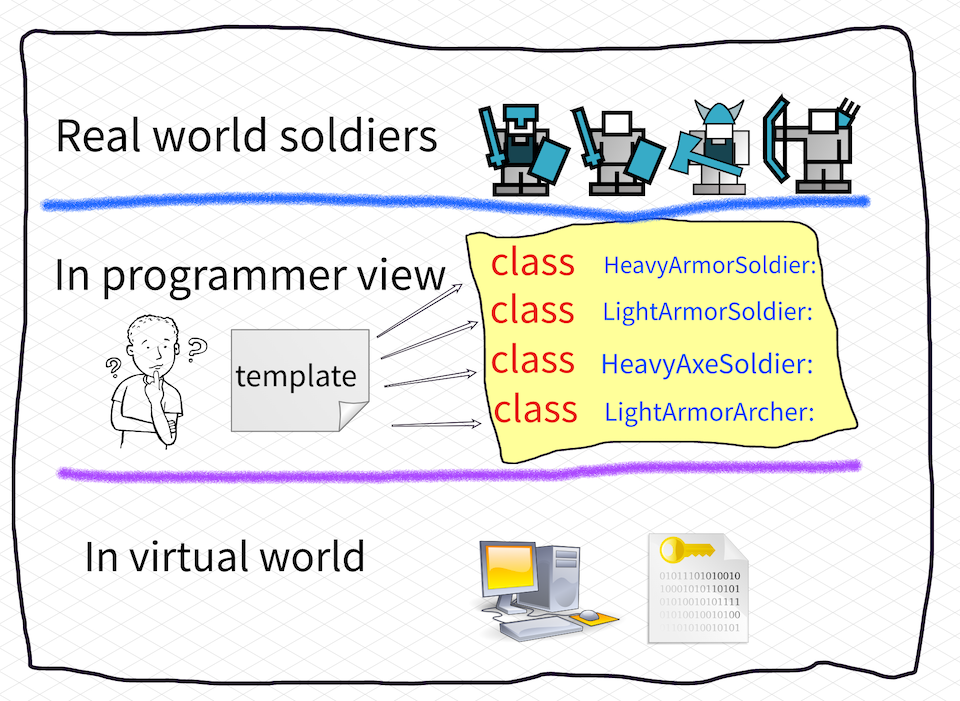 Real world soldiers
In programmer view
class HeavyArmorSoldier:
class LightArmorSoldier:
class HeavyAxeSoldier:
class LightArmorArcher:
? ?
template
In virtual world
01011101010010
10001010110101
01010010101111
01010010010100